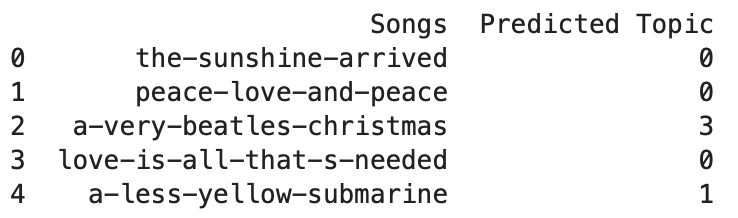 Songs Predicted Topic
0 the-sunshine-arrived 0
1 peace-love-and-peace 0
2 a-very-beatles-christmas 3
3 love-is-all-that-s-needed 0
4 a-less-yellow-submarine 1